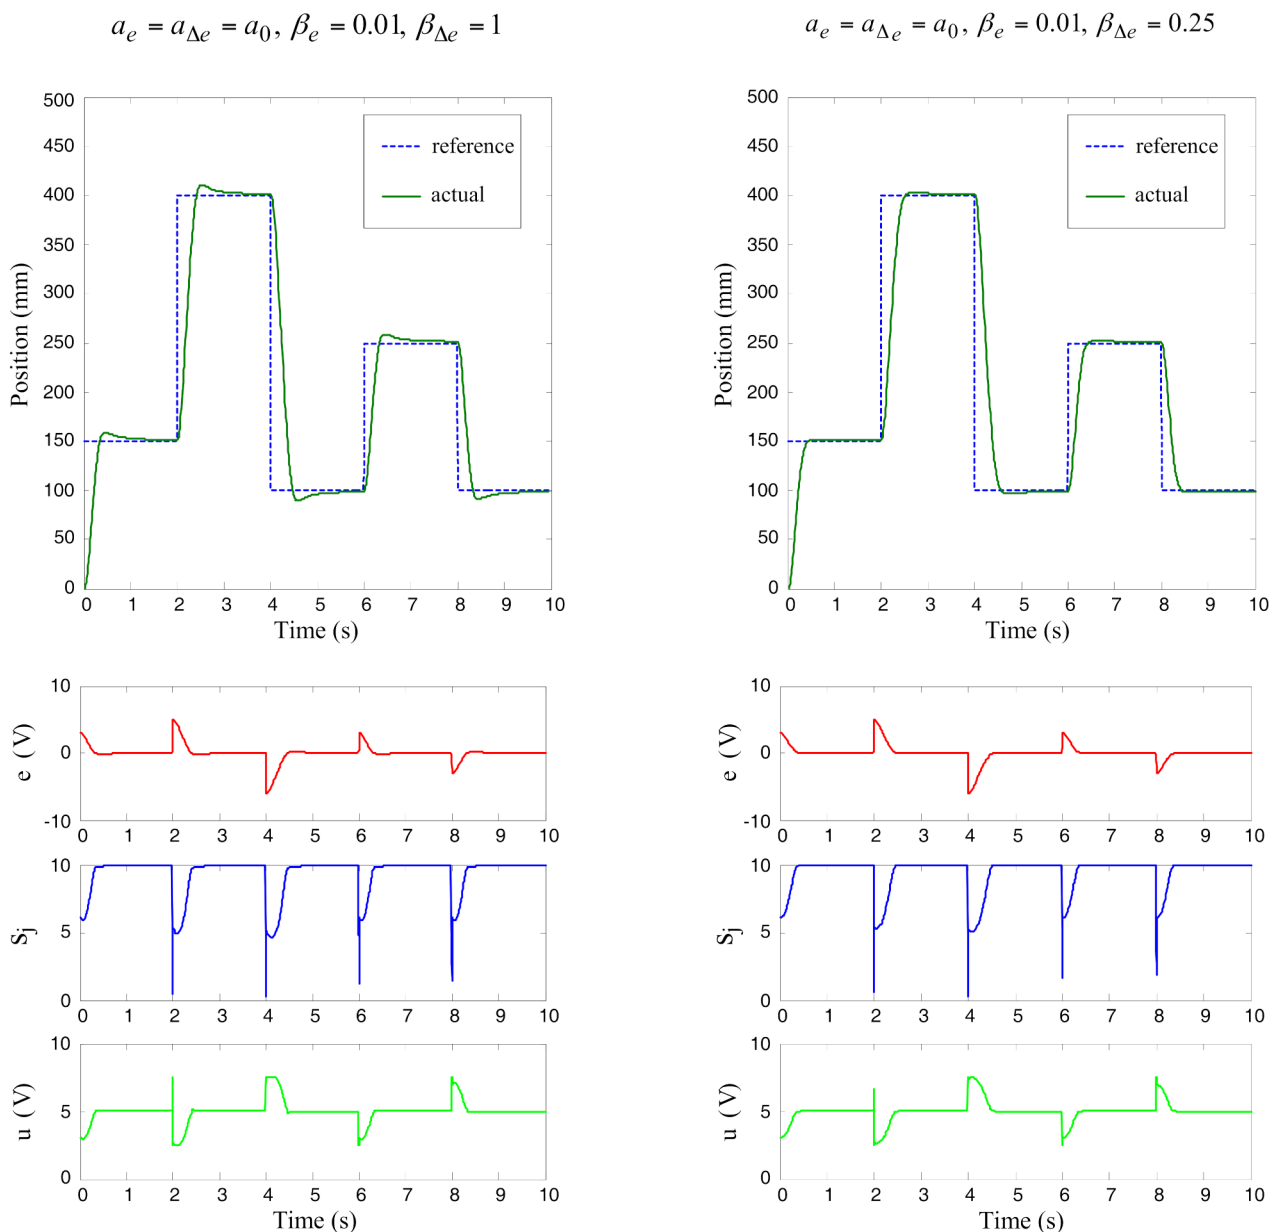 a_e = a_Δe = a_0, β_e = 0.01, β_Δe = 1
500
450
400
350
300
250
200
150
100
50
0
Position (mm)
reference
actual
0 1 2 3 4 5 6 7 8 9 10
Time (s)
10
0
-10
e (V)
0 1 2 3 4 5 6 7 8 9 10
10
5
0
S_j
0 1 2 3 4 5 6 7 8 9 10
10
5
0
u (V)
0 1 2 3 4 5 6 7 8 9 10
Time (s)
a_e = a_Δe = a_0, β_e = 0.01, β_Δe = 0.25
500
450
400
350
300
250
200
150
100
50
0
Position (mm)
reference
actual
0 1 2 3 4 5 6 7 8 9 10
Time (s)
10
0
-10
e (V)
0 1 2 3 4 5 6 7 8 9 10
10
5
0
S_j
0 1 2 3 4 5 6 7 8 9 10
10
5
0
u (V)
0 1 2 3 4 5 6 7 8 9 10
Time (s)